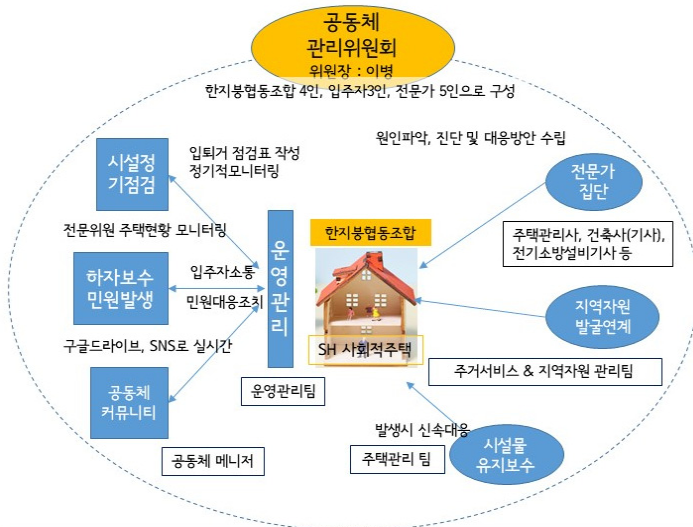 공동체
관리위원회
위원장 : 이병
한지붕협동조합 4인, 입주자3인, 전문가 5인으로 구성
원인파악, 진단 및 대응방안 수립
시설정
기점검
입퇴거 점검표 작성
정기적모니터링
전문가
집단
전문위원 주택현황 모니터링
한지붕협동조합
주택관리사, 건축사(기사),
전기소방설비기사 등
하자보수
민원발생
입주자소통
민원대응조치
운영관리
지역자원
발굴연계
구글드라이브, SNS로 실시간
SH 사회적주택
주거서비스 & 지역자원 관리팀
공동체
커뮤니티
운영관리팀
발생시 신속대응
시설물
유지보수
공동체 메니저
주택관리 팀